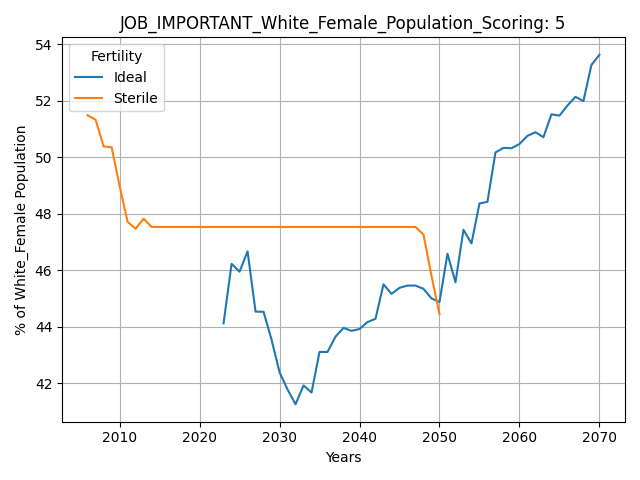 JOB_IMPORTANT_White_Female_Population_Scoring: 5
Fertility
Ideal
Sterile
% of White_Female Population
54
52
50
48
46
44
42
2010 2020 2030 2040 2050 2060 2070
Years